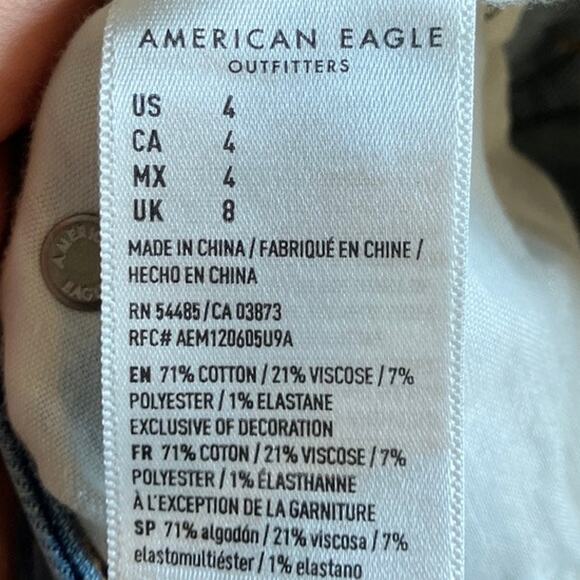 AMERICAN EAGLE
OUTFITTERS
US 4
CA 4
MX 4
UK 8
MADE IN CHINA / FABRIQUÉ EN CHINE /
HECHO EN CHINA
RN 54485 / CA 03873
RFC# AEM120605U9A
EN 71% COTTON / 21% VISCOSE / 7%
POLYESTER / 1% ELASTANE
EXCLUSIVE OF DECORATION
FR 71% COTON / 21% VISCOSE / 7%
POLYESTER / 1% ÉLASTHANNE
À L'EXCEPTION DE LA GARNITURE
SP 71% algodón / 21% viscosa / 7%
elastomultiéster / 1% elastano